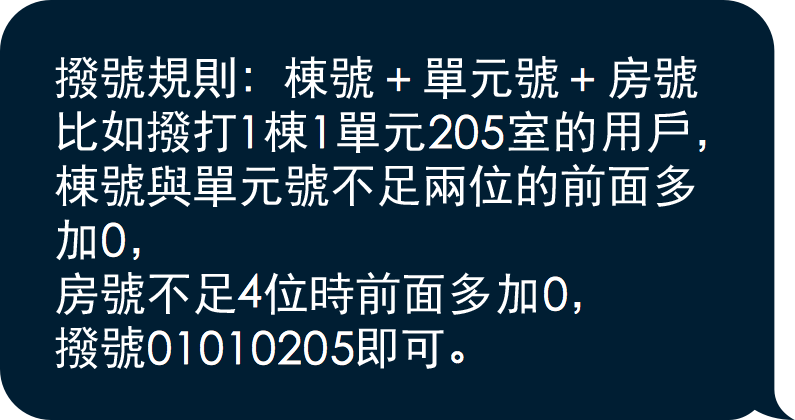 撥號規則：棟號＋單元號＋房號
比如撥打1棟1單元205室的用戶，
棟號與單元號不足兩位的前面多
加0，
房號不足4位時前面多加0，
撥號01010205即可。